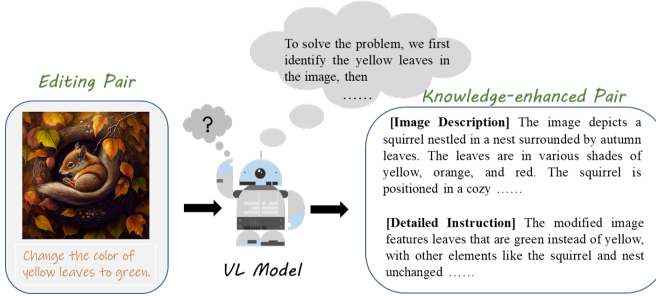 Editing Pair
Change the color of
yellow leaves to green.
?
VL Model
To solve the problem, we first
identify the yellow leaves in
the image, then
......
Knowledge-enhanced Pair
[Image Description] The image depicts a
squirrel nestled in a nest surrounded by autumn
leaves. The leaves are in various shades of
yellow, orange, and red. The squirrel is
positioned in a cozy ......
[Detailed Instruction] The modified image
features leaves that are green instead of yellow,
with other elements like the squirrel and nest
unchanged ......